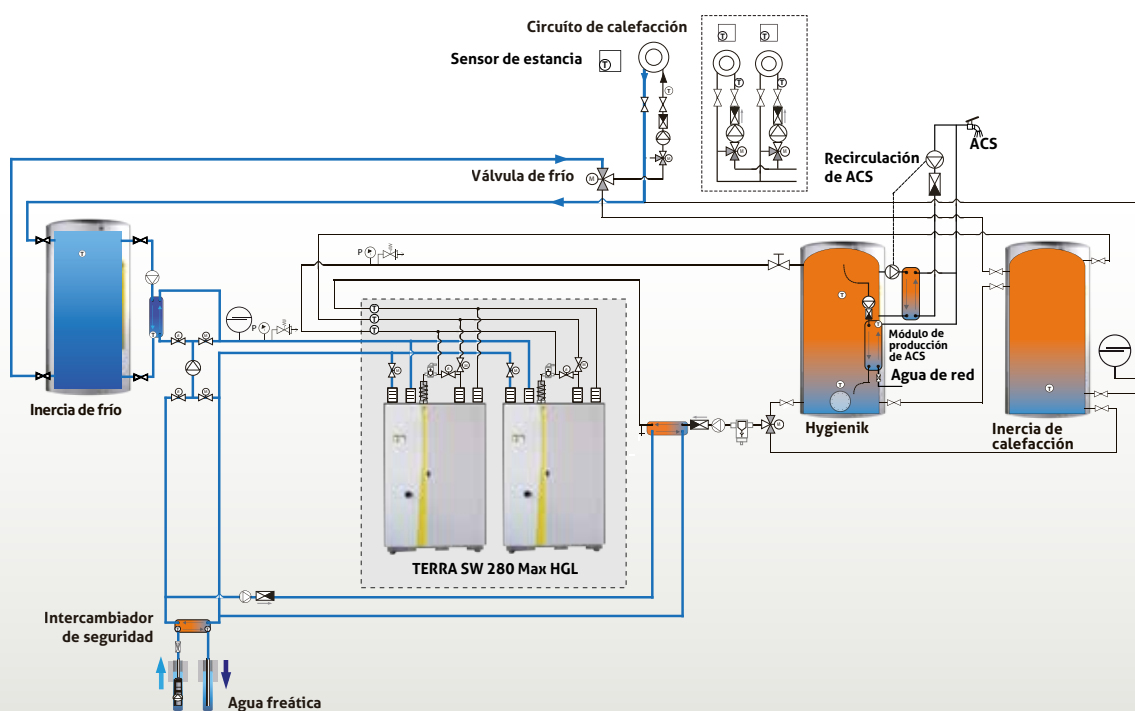 Circuíto de calefacción
Sensor de estancia
T
T
T
T
T
T
M
M
M
ACS
Recirculación
de ACS
Válvula de frío
M
P
P
T
T
T
T
T
T
T
T
T
M
M
M
M
M
M
M
M
M
M
Módulo de
producción
de ACS
Agua de red
Inercia de frío
Hygienik
Inercia de
calefacción
TERRA SW 280 Max HGL
Intercambiador
de seguridad
Agua freática